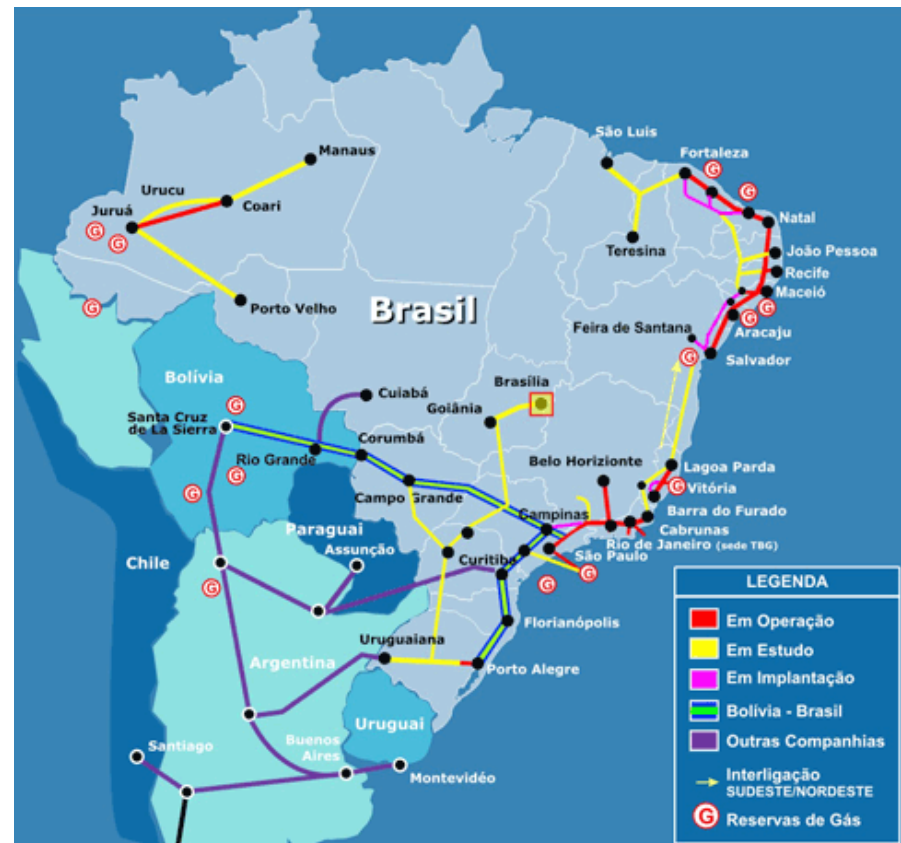 São Luis
Fortaleza
Manaus
Urucu
Coari
Juruá
G
G
G
G
Natal
Teresina
João Pessoa
Recife
Maceió
G
Porto Velho
Brasil
G
G
Aracaju
Feira de Santana
Salvador
G
Bolívia
Cuiabá
Brasília
Goiânia
G
Santa Cruz
de La Sierra
Corumbá
Rio Grande
Belo Horizionte
Lagoa Parda
G
G
G
Vitória
Campo Grande
Campinas
Barra do Furado
Cabrunas
Rio de Janeiro (sede TBG)
Paraguai
Assunção
Curitiba
São Paulo
Chile
G
G
G
LEGENDA
Em Operação
Florianópolis
Uruguaiana
Em Estudo
Argentina
Porto Alegre
Em Implantação
Uruguai
Bolívia - Brasil
Santiago
Buenos
Aires
Outras Companhias
Montevidéo
Interligação
SUDESTE/NORDESTE
G
Reservas de Gás